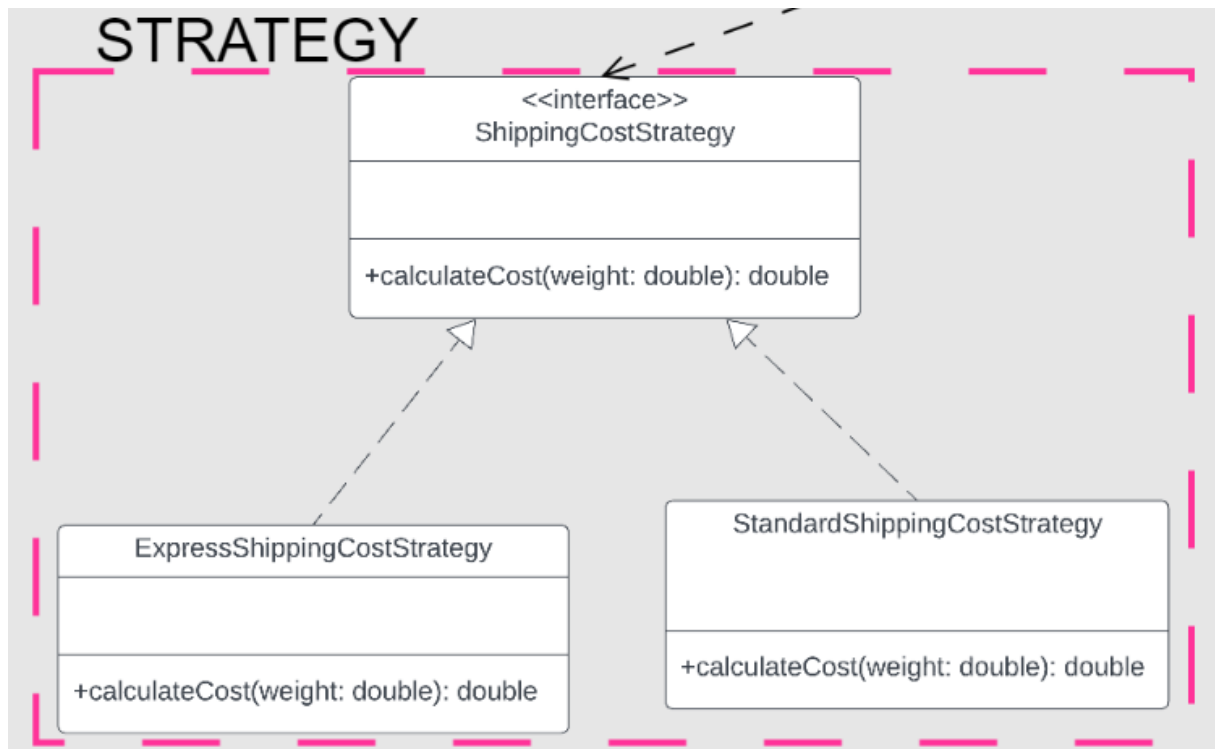 STRATEGY
<<interface>>
ShippingCostStrategy
+calculateCost(weight: double): double
ExpressShippingCostStrategy
+calculateCost(weight: double): double
StandardShippingCostStrategy
+calculateCost(weight: double): double